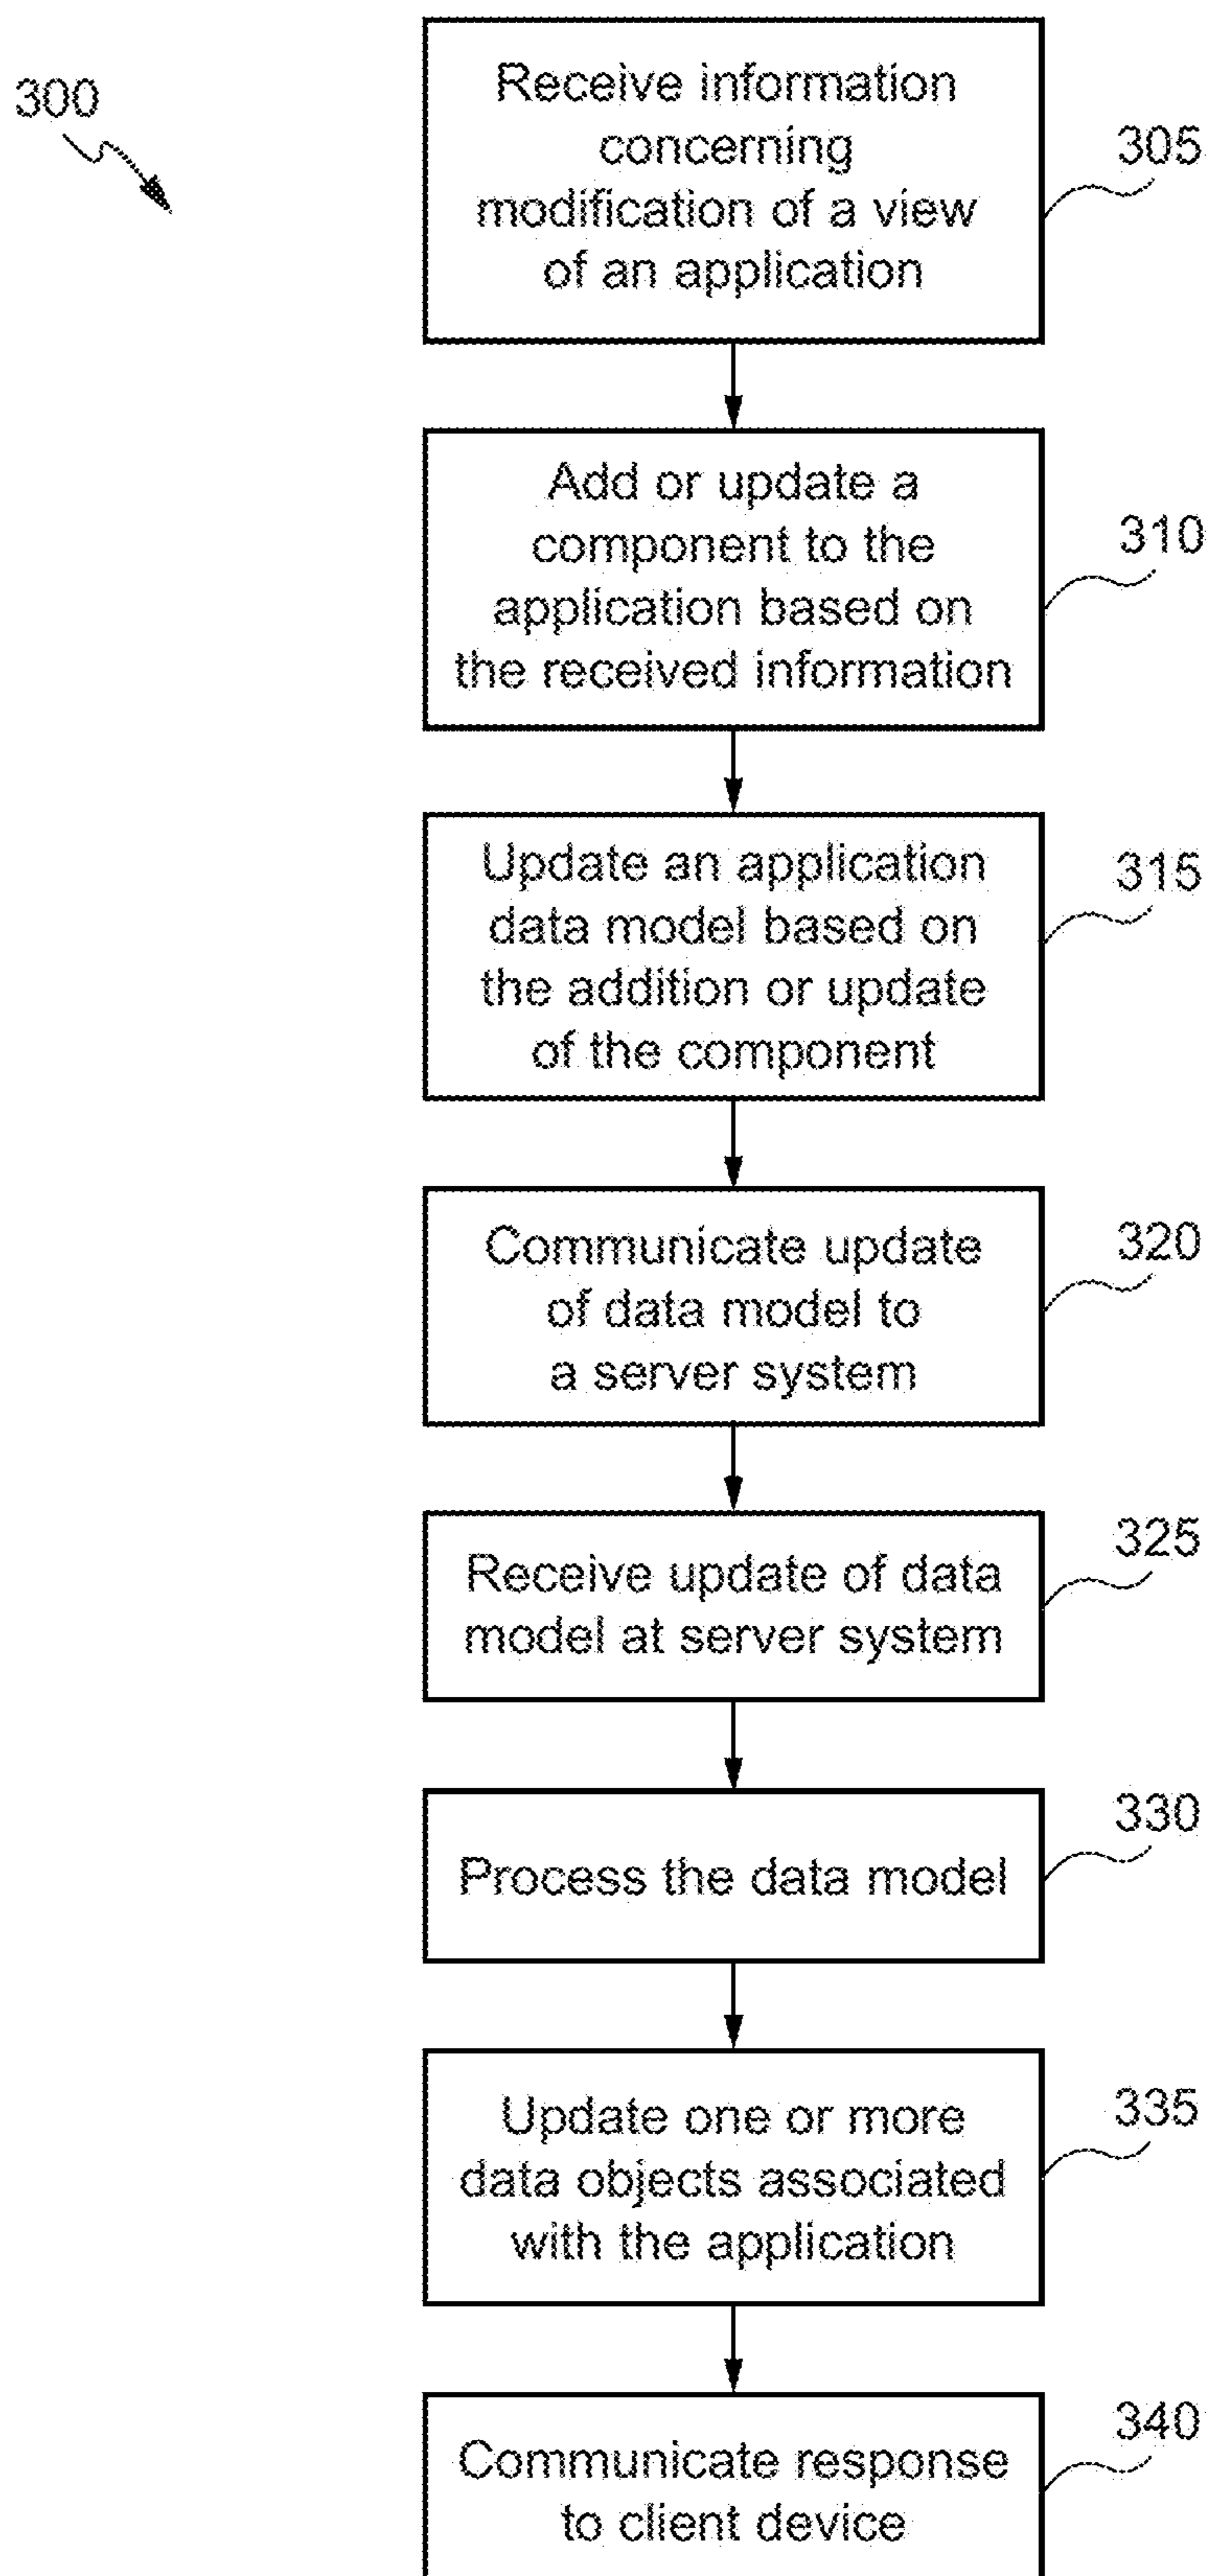 300
Receive information
concerning
modification of a view
of an application
305
Add or update a
component to the
application based on
the received information
310
Update an application
data model based on
the addition or update
of the component
315
Communicate update
of data model to
a server system
320
Receive update of data
model at server system
325
Process the data model
330
Update one or more
data objects associated
with the application
335
Communicate response
to client device
340